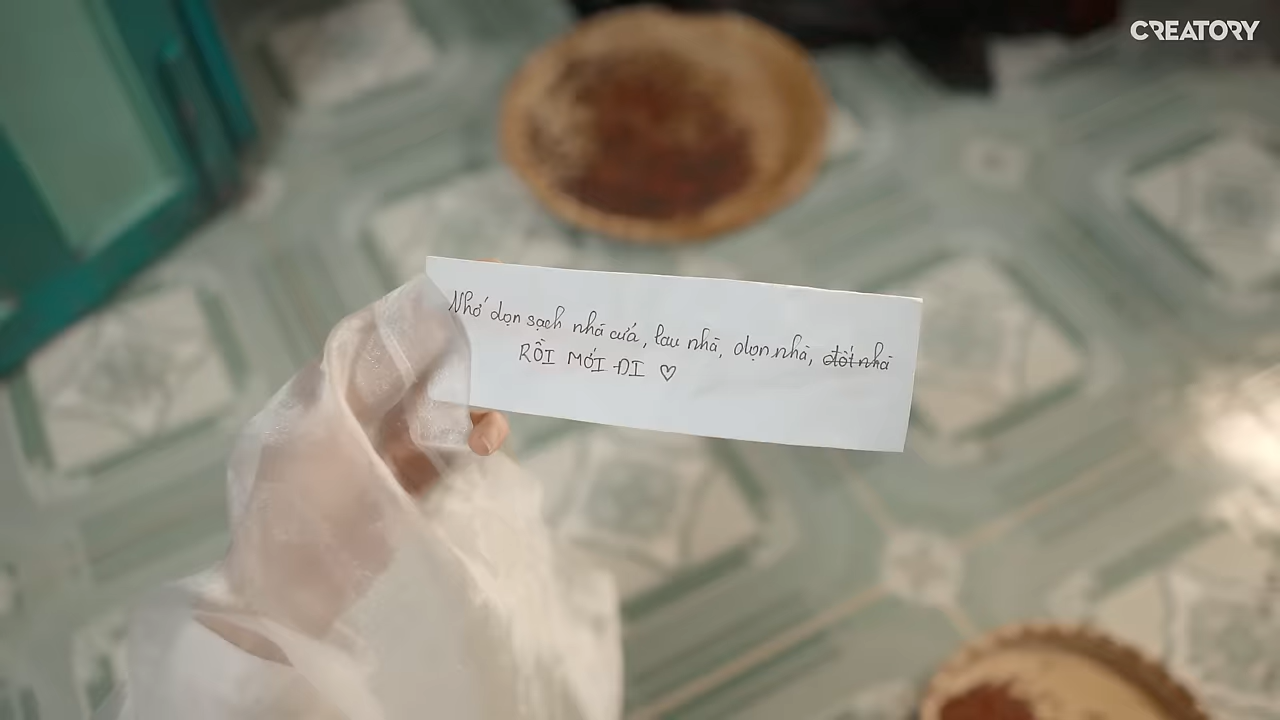 CREATORY
Nhớ dọn sạch nhà cửa, lau nhà, dọn nhà, đốt nhà
RỒI MỚI ĐI ♡